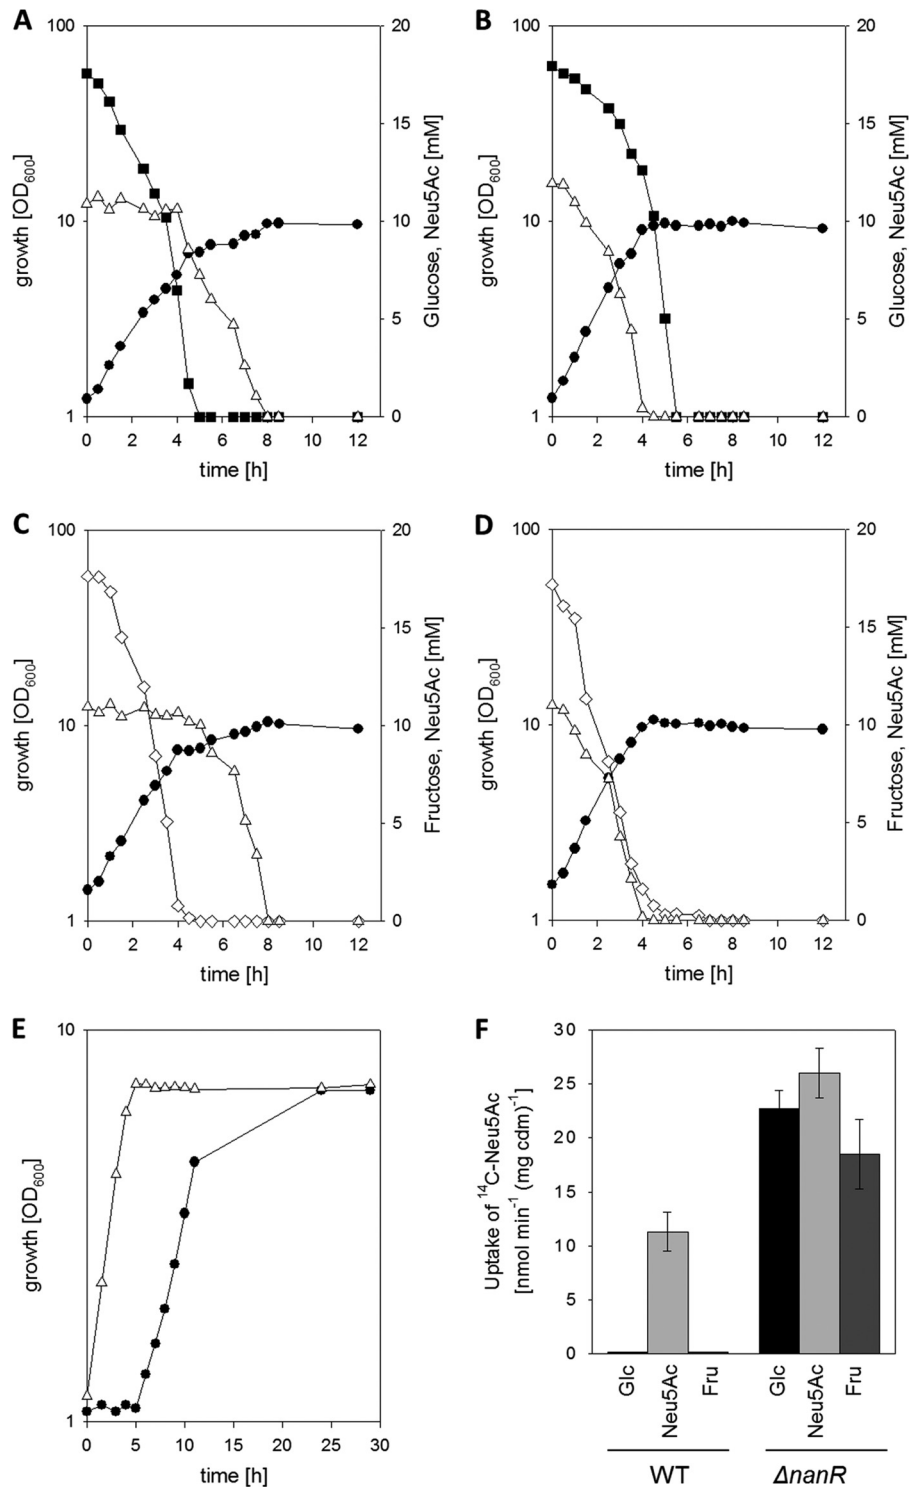 A
100
10
1
growth [OD600]
20
15
10
5
0
Glucose, Neu5Ac [mM]
0 2 4 6 8 10 12
time [h]
B
100
10
1
growth [OD600]
20
15
10
5
0
Glucose, Neu5Ac [mM]
0 2 4 6 8 10 12
time [h]
C
100
10
1
growth [OD600]
20
15
10
5
0
Fructose, Neu5Ac [mM]
0 2 4 6 8 10 12
time [h]
D
100
10
1
growth [OD600]
20
15
10
5
0
Fructose, Neu5Ac [mM]
0 2 4 6 8 10 12
time [h]
E
10
1
growth [OD600]
0 5 10 15 20 25 30
time [h]
F
Uptake of 14C-Neu5Ac
[nmol min-1 (mg cdm)-1]
30
25
20
15
10
5
0
Glc
Neu5Ac
Fru
Glc
Neu5Ac
Fru
WT
ΔnanR